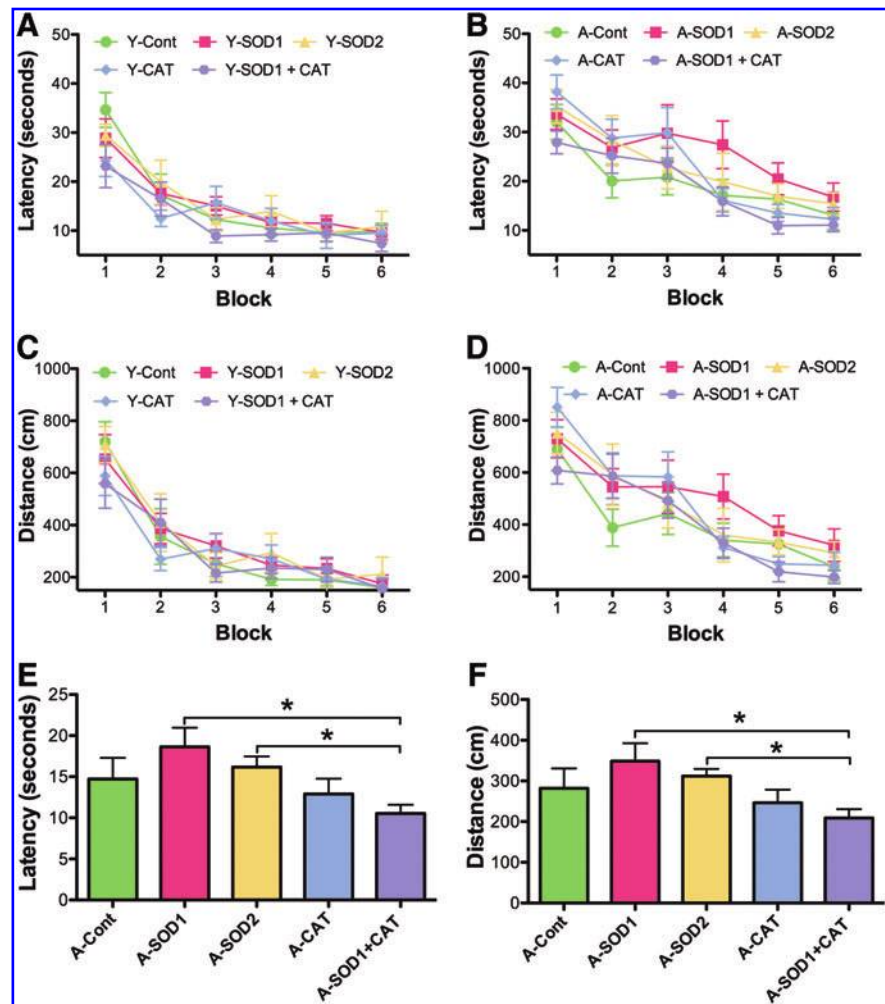 A
Y-Cont Y-SOD1 Y-SOD2
Y-CAT Y-SOD1 + CAT
Latency (seconds)
50
40
30
20
10
1 2 3 4 5 6
Block
B
A-Cont A-SOD1 A-SOD2
A-CAT A-SOD1 + CAT
Latency (seconds)
50
40
30
20
10
1 2 3 4 5 6
Block
C
Y-Cont Y-SOD1 Y-SOD2
Y-CAT Y-SOD1 + CAT
Distance (cm)
1000
800
600
400
200
1 2 3 4 5 6
Block
D
A-Cont A-SOD1 A-SOD2
A-CAT A-SOD1 + CAT
Distance (cm)
1000
800
600
400
200
1 2 3 4 5 6
Block
E
Latency (seconds)
25
20
15
10
5
0
*
*
A-Cont A-SOD1 A-SOD2 A-CAT A-SOD1+CAT
F
Distance (cm)
500
400
300
200
100
0
*
*
A-Cont A-SOD1 A-SOD2 A-CAT A-SOD1+CAT